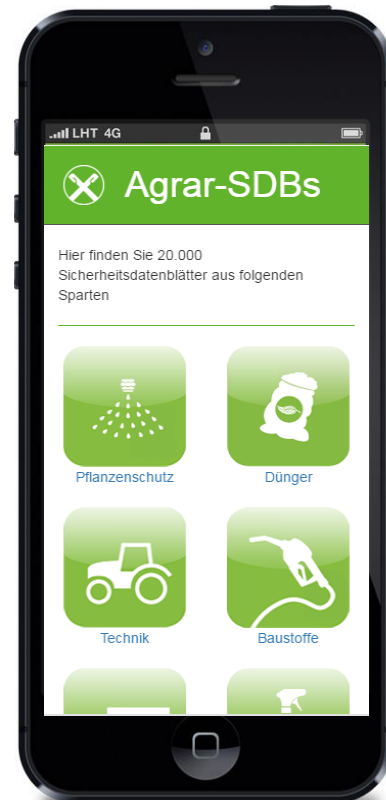 LHT 4G
Agrar-SDBs
Hier finden Sie 20.000
Sicherheitsdatenblätter aus folgenden
Sparten
Pflanzenschutz
Dünger
Technik
Baustoffe